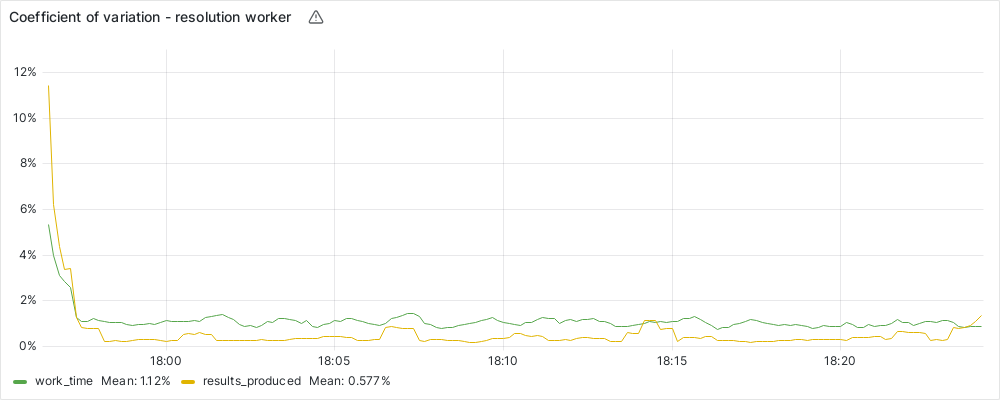 Coefficient of variation - resolution worker
12%
10%
8%
6%
4%
2%
0%
18:00 18:05 18:10 18:15 18:20
work_time Mean: 1.12% results_produced Mean: 0.577%